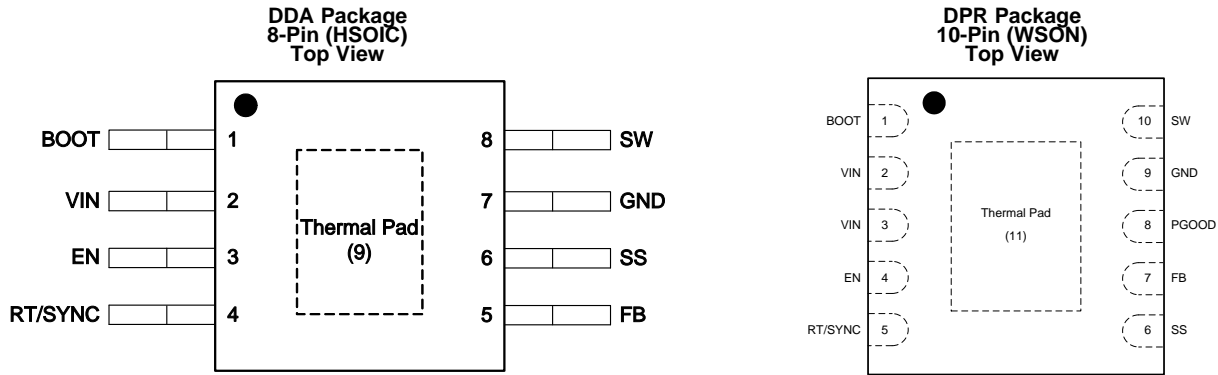 DDA Package
8-Pin (HSOIC)
Top View
BOOT 1 8 SW
VIN 2 7 GND
Thermal Pad
(9)
EN 3 6 SS
RT/SYNC 4 5 FB
DPR Package
10-Pin (WSON)
Top View
BOOT 1 10 SW
VIN 2 9 GND
Thermal Pad
VIN 3 8 PGOOD
(11)
EN 4 7 FB
RT/SYNC 5 6 SS